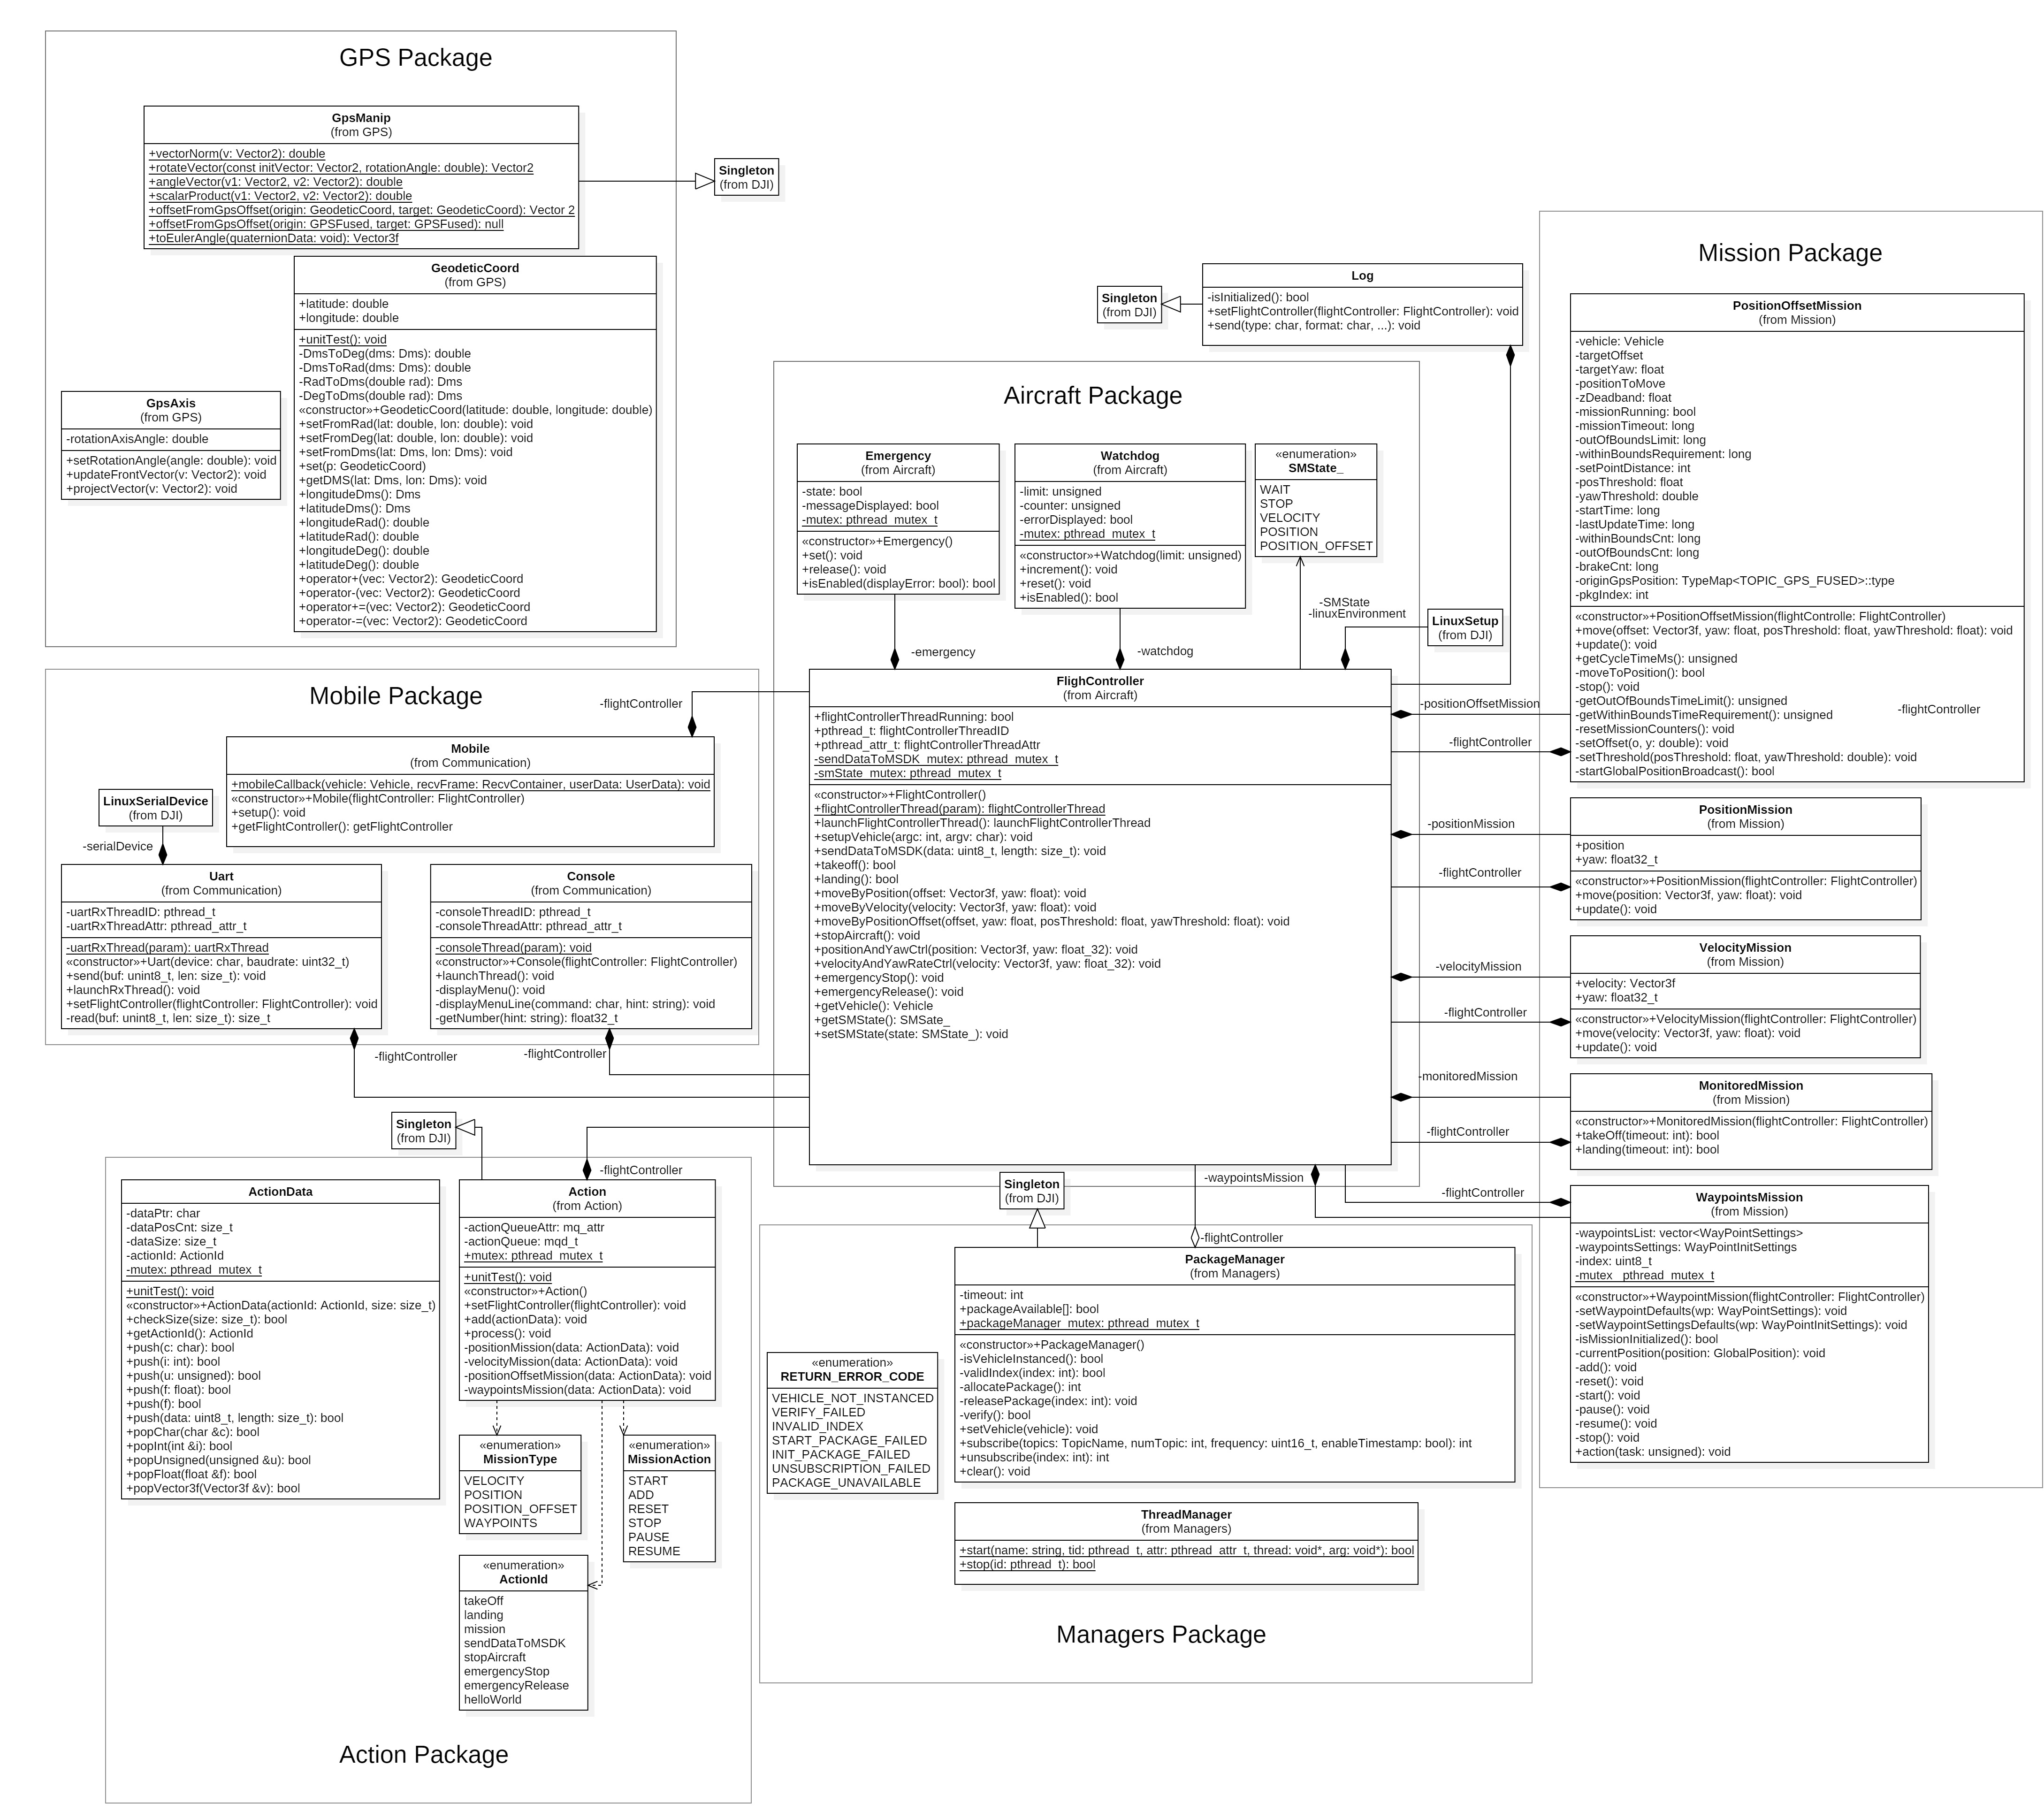 GPS Package
GpsManip
(from GPS)
+vectorNorm(v: Vector2): double
+rotateVector(const initVector: Vector2, rotationAngle: double): Vector2
+angleVector(v1: Vector2, v2: Vector2): double
+scalarProduct(v1: Vector2, v2: Vector2): double
+offsetFromGpsOffset(origin: GeodeticCoord, target: GeodeticCoord): Vector 2
+offsetFromGpsOffset(origin: GPSFused, target: GPSFused): null
+toEulerAngle(quaternionData: void): Vector3f
Singleton
(from DJI)
GeodeticCoord
(from GPS)
+latitude: double
+longitude: double
+unitTest(): void
-DmsToDeg(dms: Dms): double
-DmsToRad(dms: Dms): double
-RadToDms(double rad): Dms
-DegToDms(double rad): Dms
«constructor»+GeodeticCoord(latitude: double, longitude: double)
+setFromRad(lat: double, lon: double): void
+setFromDeg(lat: double, lon: double): void
+setFromDms(lat: Dms, lon: Dms): void
+set(p: GeodeticCoord)
+getDMS(lat: Dms, lon: Dms): void
+longitudeDms(): Dms
+latitudeDms(): Dms
+longitudeRad(): double
+latitudeRad(): double
+longitudeDeg(): double
+latitudeDeg(): double
+operator+(vec: Vector2): GeodeticCoord
+operator-(vec: Vector2): GeodeticCoord
+operator+=(vec: Vector2): GeodeticCoord
+operator-=(vec: Vector2): GeodeticCoord
GpsAxis
(from GPS)
-rotationAxisAngle: double
+setRotationAngle(angle: double): void
+updateFrontVector(v: Vector2): void
+projectVector(v: Vector2): void
Singleton
(from DJI)
Log
-isInitialized(): bool
+setFlightController(flightController: FlightController): void
+send(type: char, format: char, ...): void
Aircraft Package
Emergency
(from Aircraft)
-state: bool
-messageDisplayed: bool
-mutex: pthread_mutex_t
«constructor»+Emergency()
+set(): void
+release(): void
+isEnabled(displayError: bool): bool
Watchdog
(from Aircraft)
-limit: unsigned
-counter: unsigned
-errorDisplayed: bool
-mutex: pthread_mutex_t
«constructor»+Watchdog(limit: unsigned)
+increment(): void
+reset(): void
+isEnabled(): bool
«enumeration»
SMState_
WAIT
STOP
VELOCITY
POSITION
POSITION_OFFSET
-SMState
-linuxEnvironment
LinuxSetup
(from DJI)
-emergency
-watchdog
FlighController
(from Aircraft)
+flightControllerThreadRunning: bool
+pthread_t: flightControllerThreadID
+pthread_attr_t: flightControllerThreadAttr
-sendDataToMSDK_mutex: pthread_mutex_t
-smState_mutex: pthread_mutex_t
«constructor»+FlightController()
+flightControllerThread(param): flightControllerThread
+launchFlightControllerThread(): launchFlightControllerThread
+setupVehicle(argc: int, argv: char): void
+sendDataToMSDK(data: uint8_t, length: size_t): void
+takeoff(): bool
+landing(): bool
+moveByPosition(offset: Vector3f, yaw: float): void
+moveByVelocity(velocity: Vector3f, yaw: float): void
+moveByPositionOffset(offset, yaw: float, posThreshold: float, yawThreshold: float): void
+stopAircraft(): void
+positionAndYawCtrl(position: Vector3f, yaw: float_32): void
+velocityAndYawRateCtrl(velocity: Vector3f, yaw: float_32): void
+emergencyStop(): void
+emergencyRelease(): void
+getVehicle(): Vehicle
+getSMState(): SMSate_
+setSMState(state: SMState_): void
Mission Package
PositionOffsetMission
(from Mission)
-vehicle: Vehicle
-targetOffset
-targetYaw: float
-positionToMove
-zDeadband: float
-missionRunning: bool
-missionTimeout: long
-outOfBoundsLimit: long
-withinBoundsRequirement: long
-setPointDistance: int
-posThreshold: float
-yawThreshold: double
-startTime: long
-lastUpdateTime: long
-withinBoundsCnt: long
-outOfBoundsCnt: long
-brakeCnt: long
-originGpsPosition: TypeMap<TOPIC_GPS_FUSED>::type
-pkgIndex: int
«constructor»+PositionOffsetMission(flightControlle: FlightController)
+move(offset: Vector3f, yaw: float, posThreshold: float, yawThreshold: float): void
+update(): void
+getCycleTimeMs(): unsigned
-moveToPosition(): bool
-stop(): void
-getOutOfBoundsTimeLimit(): unsigned
-getWithinBoundsTimeRequirement(): unsigned
-resetMissionCounters(): void
-setOffset(o, y: double): void
-setThreshold(posThreshold: float, yawThreshold: double): void
-startGlobalPositionBroadcast(): bool
-flightController
-positionOffsetMission
-flightController
-positionMission
-flightController
-velocityMission
-flightController
-monitoredMission
-flightController
-waypointsMission
-flightController
PositionMission
(from Mission)
+position
+yaw: float32_t
«constructor»+PositionMission(flightController: FlightController)
+move(position: Vector3f, yaw: float): void
+update(): void
VelocityMission
(from Mission)
+velocity: Vector3f
+yaw: float32_t
«constructor»+VelocityMission(flightController: FlightController)
+move(velocity: Vector3f, yaw: float): void
+update(): void
MonitoredMission
(from Mission)
«constructor»+MonitoredMission(flightController: FlightController)
+takeOff(timeout: int): bool
+landing(timeout: int): bool
WaypointsMission
(from Mission)
-waypointsList: vector<WayPointSettings>
-waypointsSettings: WayPointInitSettings
-index: uint8_t
-mutex_ pthread_mutex_t
«constructor»+WaypointMission(flightController: FlightController)
-setWaypointDefaults(wp: WayPointSettings): void
-setWaypointSettingsDefaults(wp: WayPointInitSettings): void
-isMissionInitialized(): bool
-currentPosition(position: GlobalPosition): void
-add(): void
-reset(): void
-start(): void
-pause(): void
-resume(): void
-stop(): void
+action(task: unsigned): void
Mobile Package
-flightController
Mobile
(from Communication)
+mobileCallback(vehicle: Vehicle, recvFrame: RecvContainer, userData: UserData): void
«constructor»+Mobile(flightController: FlightController)
+setup(): void
+getFlightController(): getFlightController
LinuxSerialDevice
(from DJI)
-serialDevice
Uart
(from Communication)
-uartRxThreadID: pthread_t
-uartRxThreadAttr: pthread_attr_t
-uartRxThread(param): uartRxThread
«constructor»+Uart(device: char, baudrate: uint32_t)
+send(buf: unint8_t, len: size_t): void
+launchRxThread(): void
+setFlightController(flightController: FlightController): void
-read(buf: unint8_t, len: size_t): size_t
Console
(from Communication)
-consoleThreadID: pthread_t
-consoleThreadAttr: pthread_attr_t
-consoleThread(param): void
«constructor»+Console(flightController: FlightController)
+launchThread(): void
-displayMenu(): void
-displayMenuLine(command: char, hint: string): void
-getNumber(hint: string): float32_t
-flightController
-flightController
Singleton
(from DJI)
-flightController
ActionData
-dataPtr: char
-dataPosCnt: size_t
-dataSize: size_t
-actionId: ActionId
-mutex: pthread_mutex_t
+unitTest(): void
«constructor»+ActionData(actionId: ActionId, size: size_t)
+checkSize(size: size_t): bool
+getActionId(): ActionId
+push(c: char): bool
+push(i: int): bool
+push(u: unsigned): bool
+push(f: float): bool
+push(f): bool
+push(data: uint8_t, length: size_t): bool
+popChar(char &c): bool
+popInt(int &i): bool
+popUnsigned(unsigned &u): bool
+popFloat(float &f): bool
+popVector3f(Vector3f &v): bool
Action
(from Action)
-actionQueueAttr: mq_attr
-actionQueue: mqd_t
+mutex: pthread_mutex_t
+unitTest(): void
«constructor»+Action()
+setFlightController(flightController): void
+add(actionData): void
+process(): void
-positionMission(data: ActionData): void
-velocityMission(data: ActionData): void
-positionOffsetMission(data: ActionData): void
-waypointsMission(data: ActionData): void
«enumeration»
MissionType
VELOCITY
POSITION
POSITION_OFFSET
WAYPOINTS
«enumeration»
MissionAction
START
ADD
RESET
STOP
PAUSE
RESUME
«enumeration»
ActionId
takeOff
landing
mission
sendDataToMSDK
stopAircraft
emergencyStop
emergencyRelease
helloWorld
Action Package
Singleton
(from DJI)
-flightController
PackageManager
(from Managers)
-timeout: int
+packageAvailable[]: bool
+packageManager_mutex: pthread_mutex_t
«constructor»+PackageManager()
-isVehicleInstanced(): bool
-validIndex(index: int): bool
-allocatePackage(): int
-releasePackage(index: int): void
-verify(): bool
+setVehicle(vehicle): void
+subscribe(topics: TopicName, numTopic: int, frequency: uint16_t, enableTimestamp: bool): int
+unsubscribe(index: int): int
+clear(): void
«enumeration»
RETURN_ERROR_CODE
VEHICLE_NOT_INSTANCED
VERIFY_FAILED
INVALID_INDEX
START_PACKAGE_FAILED
INIT_PACKAGE_FAILED
UNSUBSCRIPTION_FAILED
PACKAGE_UNAVAILABLE
ThreadManager
(from Managers)
+start(name: string, tid: pthread_t, attr: pthread_attr_t, thread: void*, arg: void*): bool
+stop(id: pthread_t): bool
Managers Package